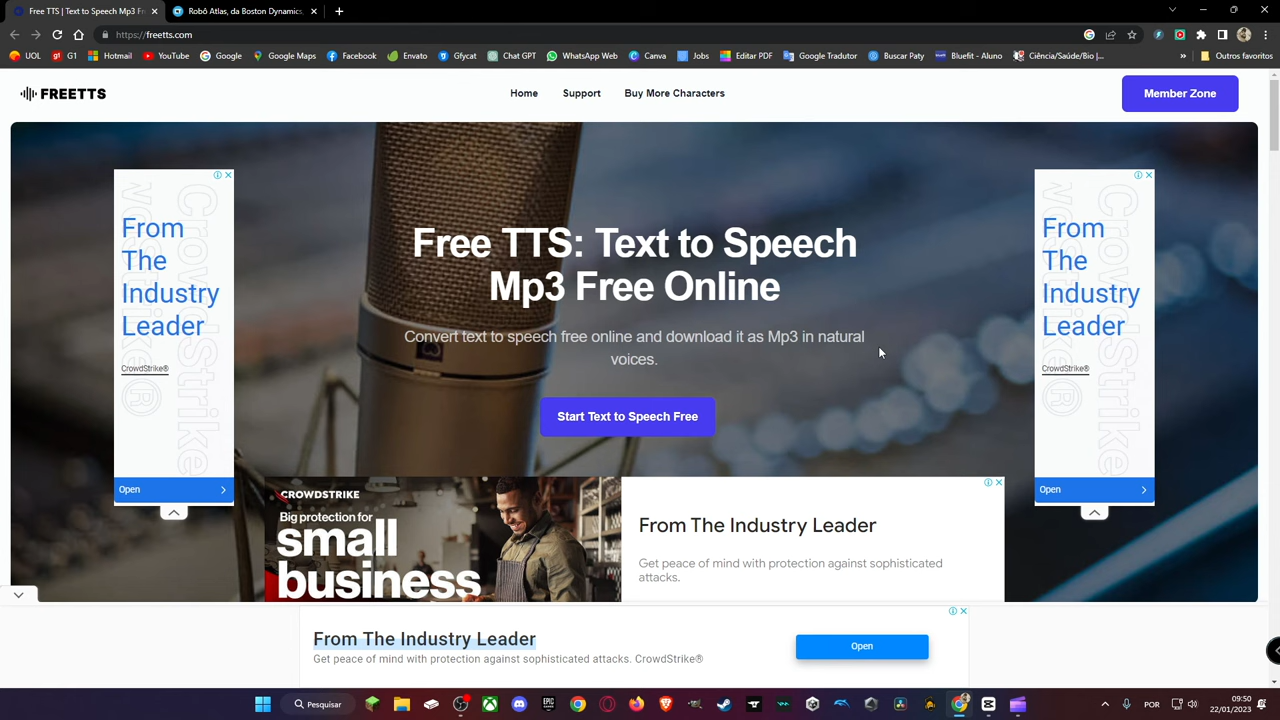 Free TTS | Text to Speech Mp3 Fr
Robô Atlas, ao Boston Dynamics,
https://freetts.com
UOL
g1 G1
Hotmail
YouTube
Google
Google Maps
Facebook
Envato
Gfycat
Chat GPT
WhatsApp Web
Canva
Jobs
Editar PDF
Google Tradutor
Buscar Paty
Bluefit - Aluno
Ciência/Saúde/Bio |...
»
Outros favoritos
FREETTS
Home
Support
Buy More Characters
Member Zone
From
The
Industry
Leader
CrowdStrike®
Open
Free TTS: Text to Speech
Mp3 Free Online
Convert text to speech free online and download it as Mp3 in natural
voices.
Start Text to Speech Free
From
The
Industry
Leader
CrowdStrike®
Open
CROWDSTRIKE
Big protection for
small
business
From The Industry Leader
Get peace of mind with protection against sophisticated
attacks.
From The Industry Leader
Get peace of mind with protection against sophisticated attacks. CrowdStrike®
Open
Pesquisar
POR
09:50
22/01/2023